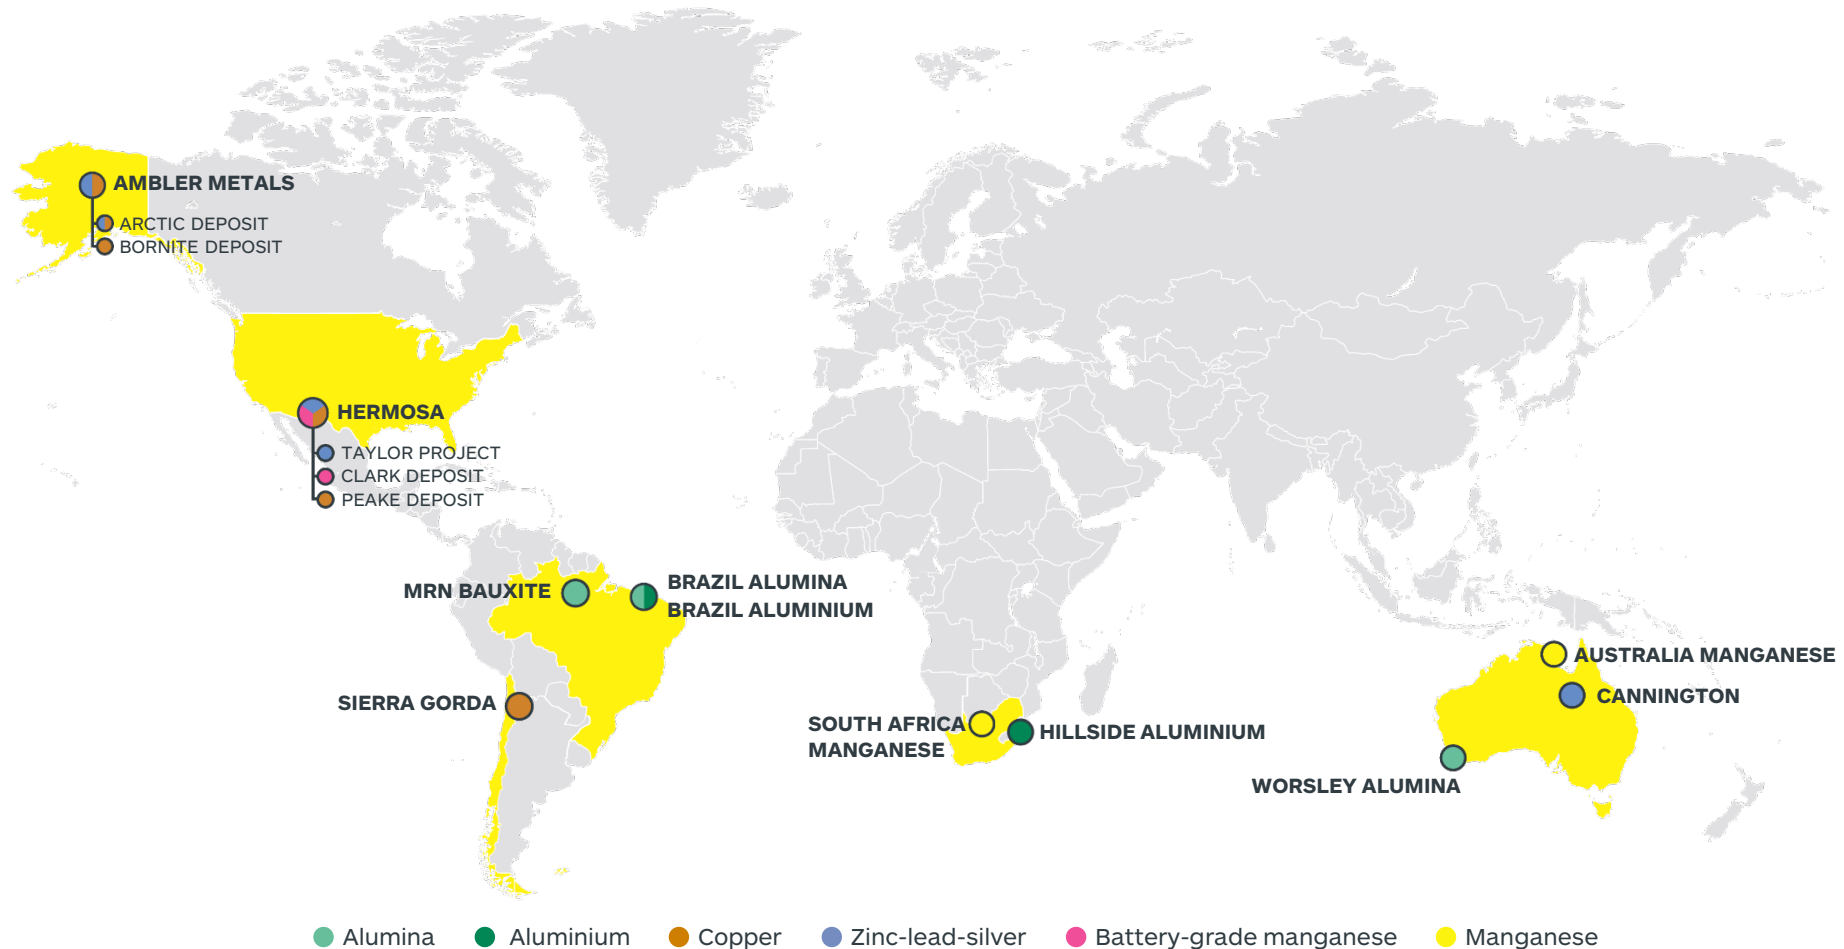 AMBLER METALS
ARCTIC DEPOSIT
BORNITE DEPOSIT
HERMOSA
TAYLOR PROJECT
CLARK DEPOSIT
PEAKE DEPOSIT
MRN BAUXITE
BRAZIL ALUMINA
BRAZIL ALUMINIUM
SIERRA GORDA
SOUTH AFRICA
MANGANESE
HILLSIDE ALUMINIUM
AUSTRALIA MANGANESE
CANNINGTON
WORSLEY ALUMINA
Alumina
Aluminium
Copper
Zinc-lead-silver
Battery-grade manganese
Manganese